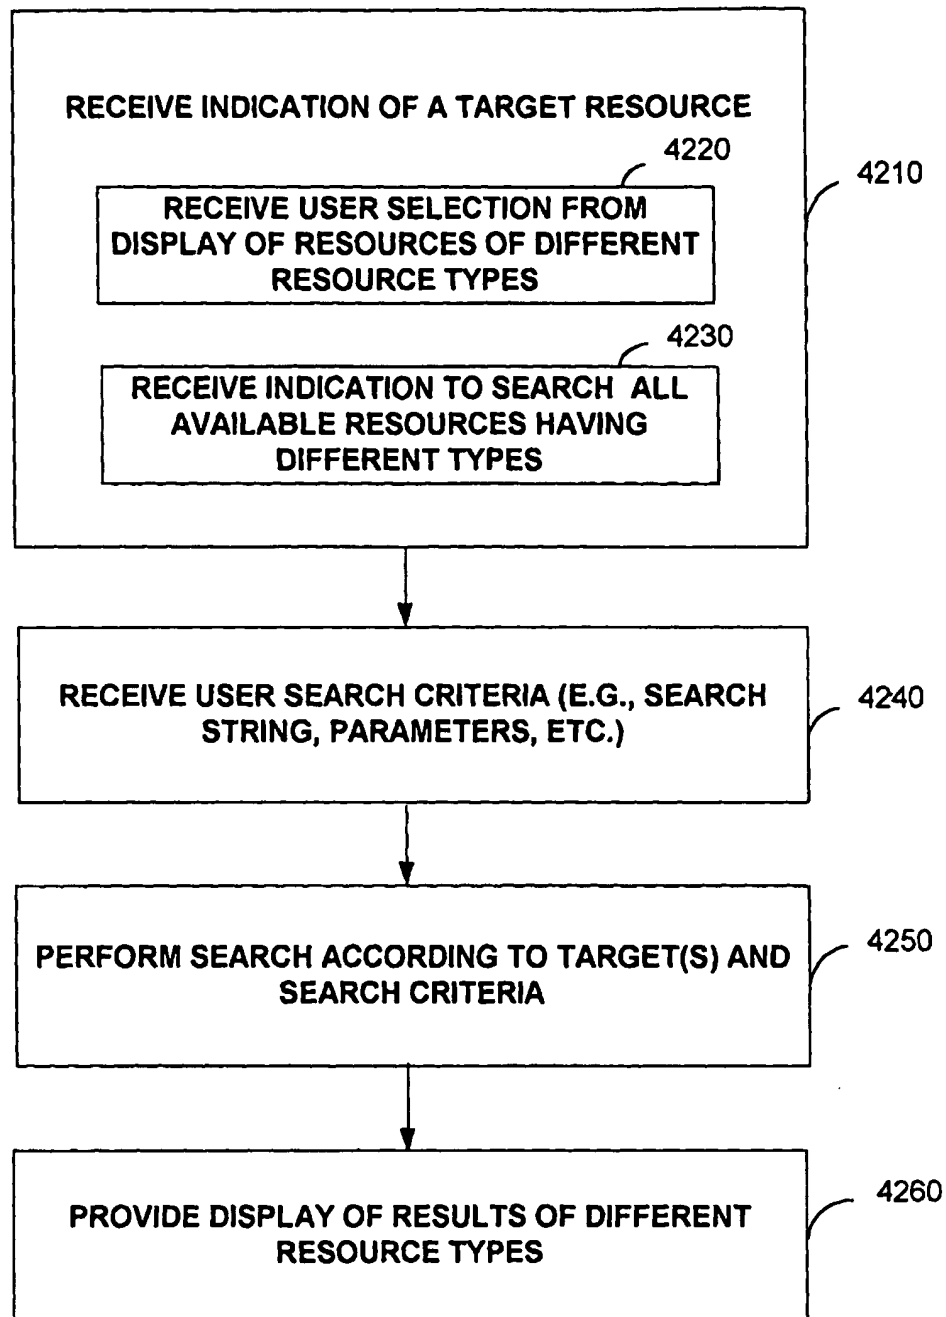 RECEIVE INDICATION OF A TARGET RESOURCE
4220
4210
RECEIVE USER SELECTION FROM
DISPLAY OF RESOURCES OF DIFFERENT
RESOURCE TYPES
4230
RECEIVE INDICATION TO SEARCH ALL
AVAILABLE RESOURCES HAVING
DIFFERENT TYPES
RECEIVE USER SEARCH CRITERIA (E.G., SEARCH
STRING, PARAMETERS, ETC.)
4240
PERFORM SEARCH ACCORDING TO TARGET(S) AND
SEARCH CRITERIA
4250
PROVIDE DISPLAY OF RESULTS OF DIFFERENT
RESOURCE TYPES
4260